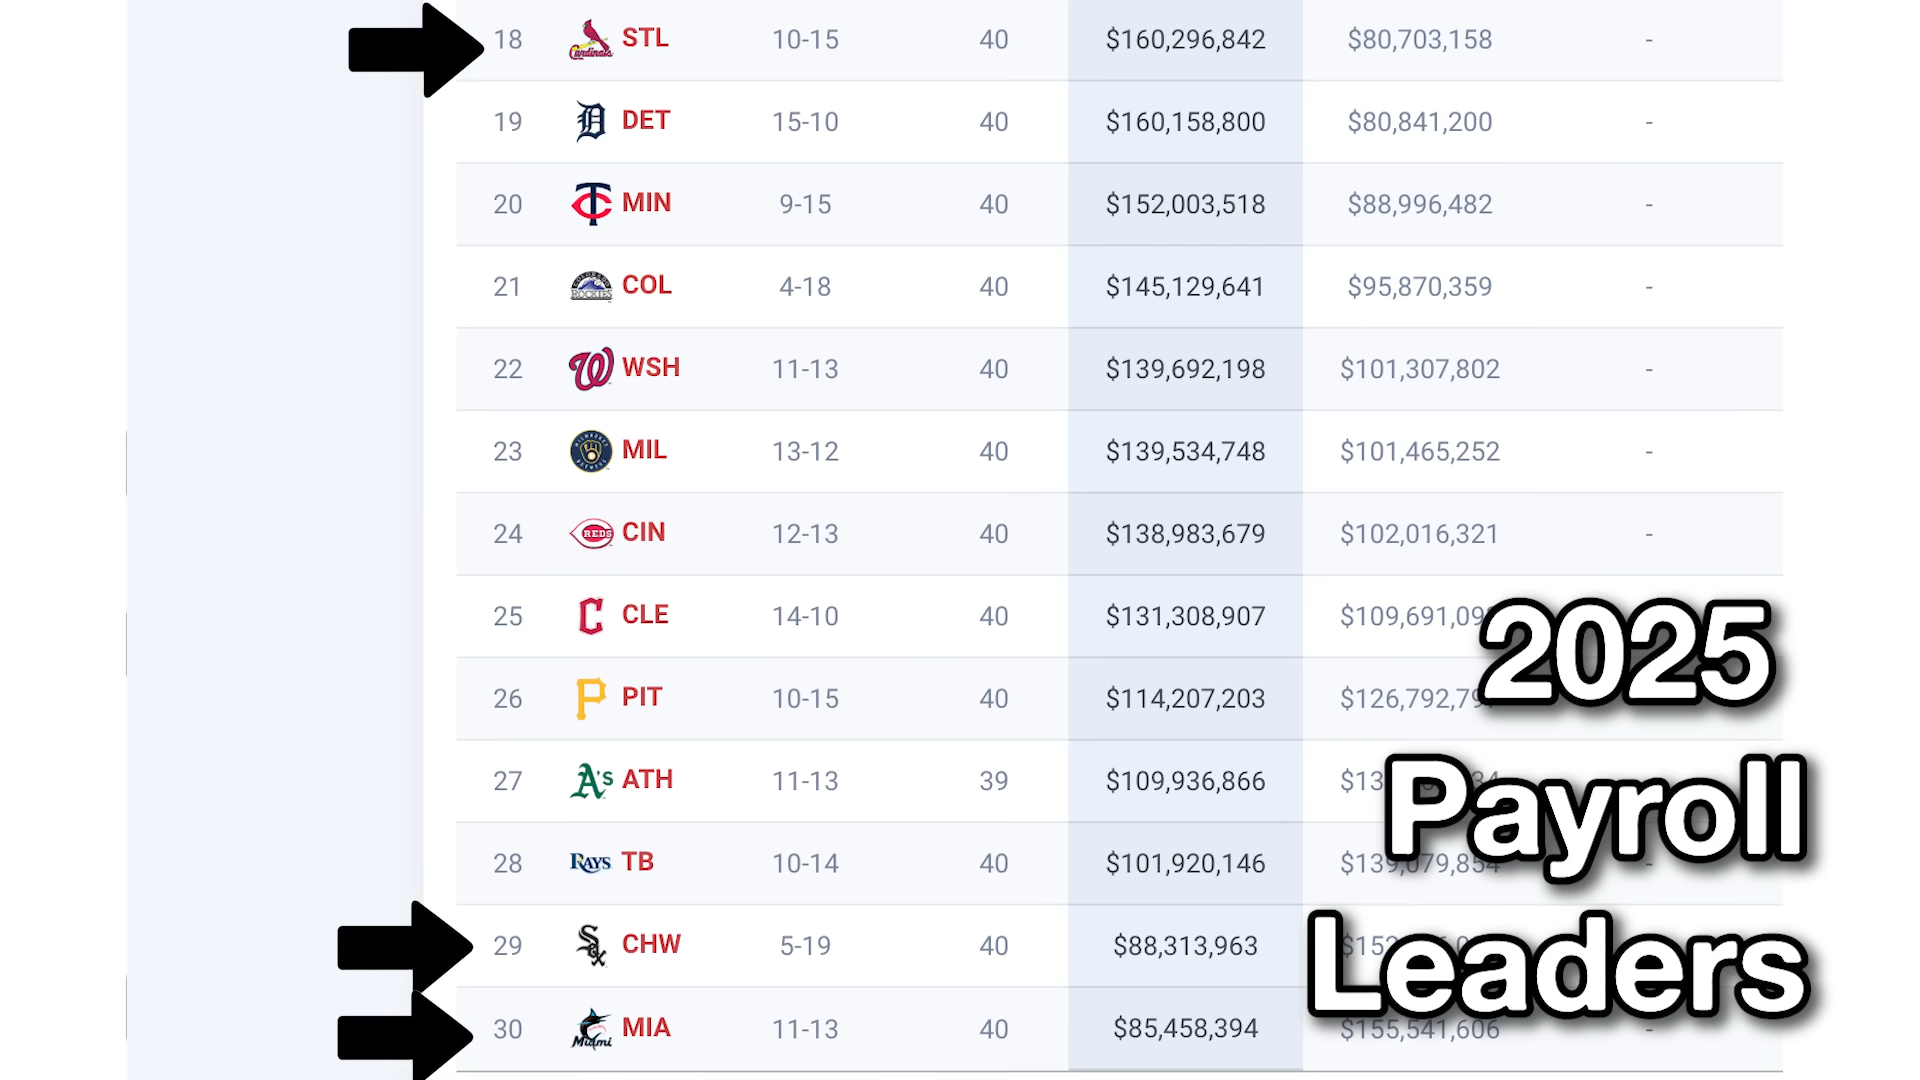 18 STL 10-15 40 $160,296,842 $80,703,158 -
19 DET 15-10 40 $160,158,800 $80,841,200 -
20 MIN 9-15 40 $152,003,518 $88,996,482 -
21 COL 4-18 40 $145,129,641 $95,870,359 -
22 WSH 11-13 40 $139,692,198 $101,307,802 -
23 MIL 13-12 40 $139,534,748 $101,465,252 -
24 CIN 12-13 40 $138,983,679 $102,016,321 -
25 CLE 14-10 40 $131,308,907
26 PIT 10-15 40 $114,207,203
27 ATH 11-13 39 $109,936,866
28 TB 10-14 40 $101,920,146 $139,079,854 -
29 CHW 5-19 40 $88,313,963
30 MIA 11-13 40 $85,458,394 $155,541,606 -
2025
Payroll
Leaders